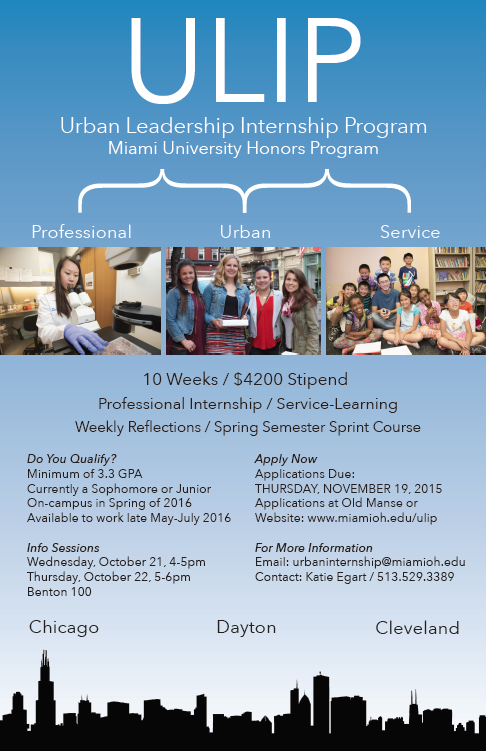 ULIP
Urban Leadership Internship Program
Miami University Honors Program
Professional
Urban
Service
10 Weeks / $4200 Stipend
Professional Internship / Service-Learning
Weekly Reflections / Spring Semester Sprint Course
Do You Qualify?
Minimum of 3.3 GPA
Currently a Sophomore or Junior
On-campus in Spring of 2016
Available to work late May-July 2016
Info Sessions
Wednesday, October 21, 4-5pm
Thursday, October 22, 5-6pm
Benton 100
Apply Now
Applications Due:
THURSDAY, NOVEMBER 19, 2015
Applications at Old Manse or
Website: www.miamioh.edu/ulip
For More Information
Email: urbaninternship@miamioh.edu
Contact: Katie Egart / 513.529.3389
Chicago
Dayton
Cleveland